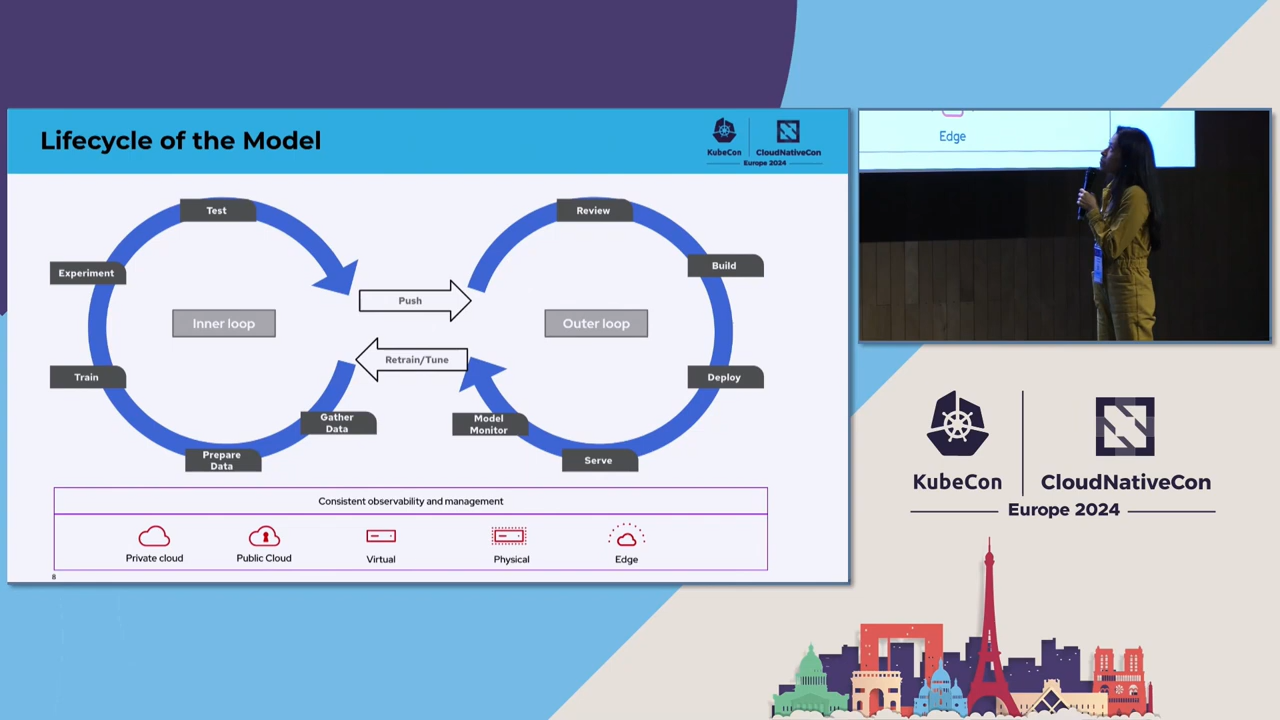 Lifecycle of the Model
KubeCon
CloudNativeCon
Europe 2024
Test
Experiment
Inner loop
Train
Prepare
Data
Gather
Data
Push
Retrain/Tune
Review
Build
Outer loop
Deploy
Model
Monitor
Serve
Consistent observability and management
Private cloud
Public Cloud
Virtual
Physical
Edge
8
Edge
KubeCon
CloudNativeCon
Europe 2024